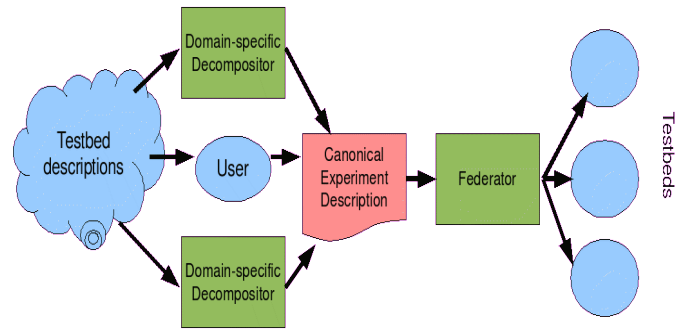 Domain-specific
Decompositor
Testbed
descriptions
User
Canonical
Experiment
Description
Federator
Testbeds
Domain-specific
Decompositor